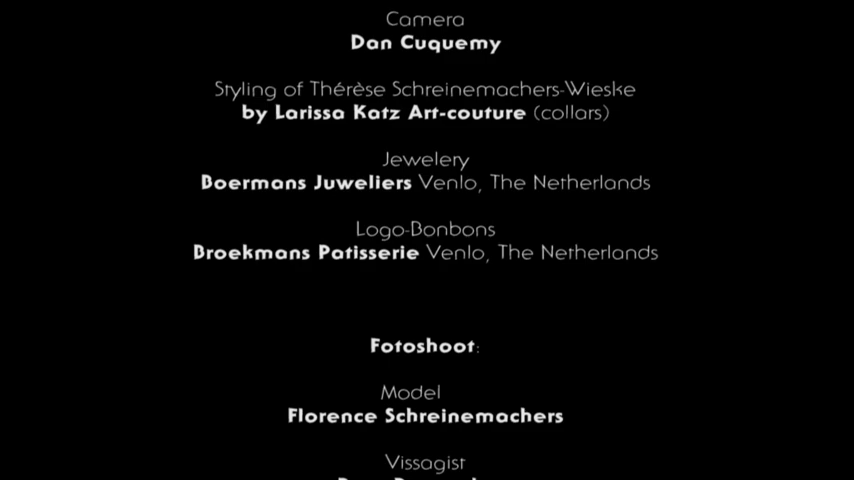 Camera
Dan Cuquemy
Styling of Thérèse Schreinemachers-Wieske
by Larissa Katz Art-couture (collars)
Jewelery
Boermans Juweliers Venlo, The Netherlands
Logo-Bonbons
Broekmans Patisserie Venlo, The Netherlands
Fotoshoot:
Model
Florence Schreinemachers
Vissagist